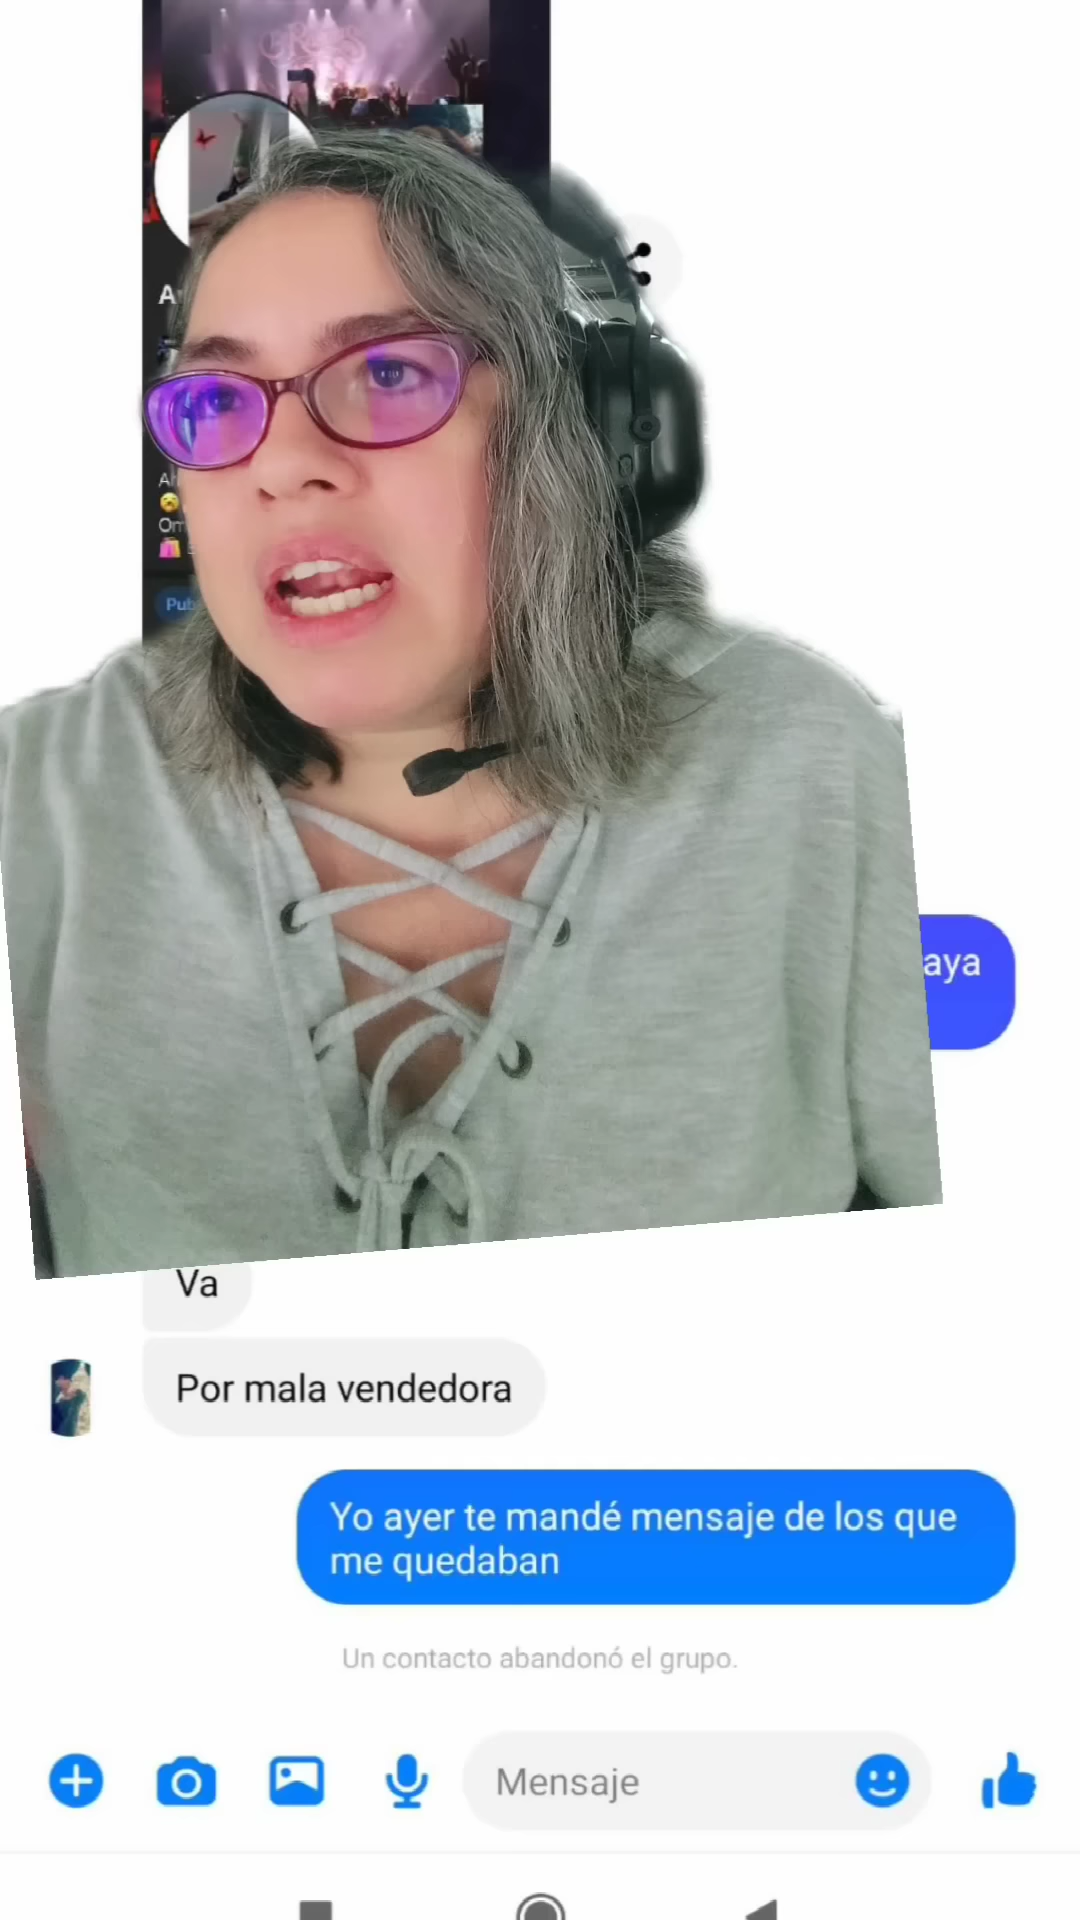 aya
Va
Por mala vendedora
Yo ayer te mandé mensaje de los que
me quedaban
Un contacto abandonó el grupo.
Mensaje